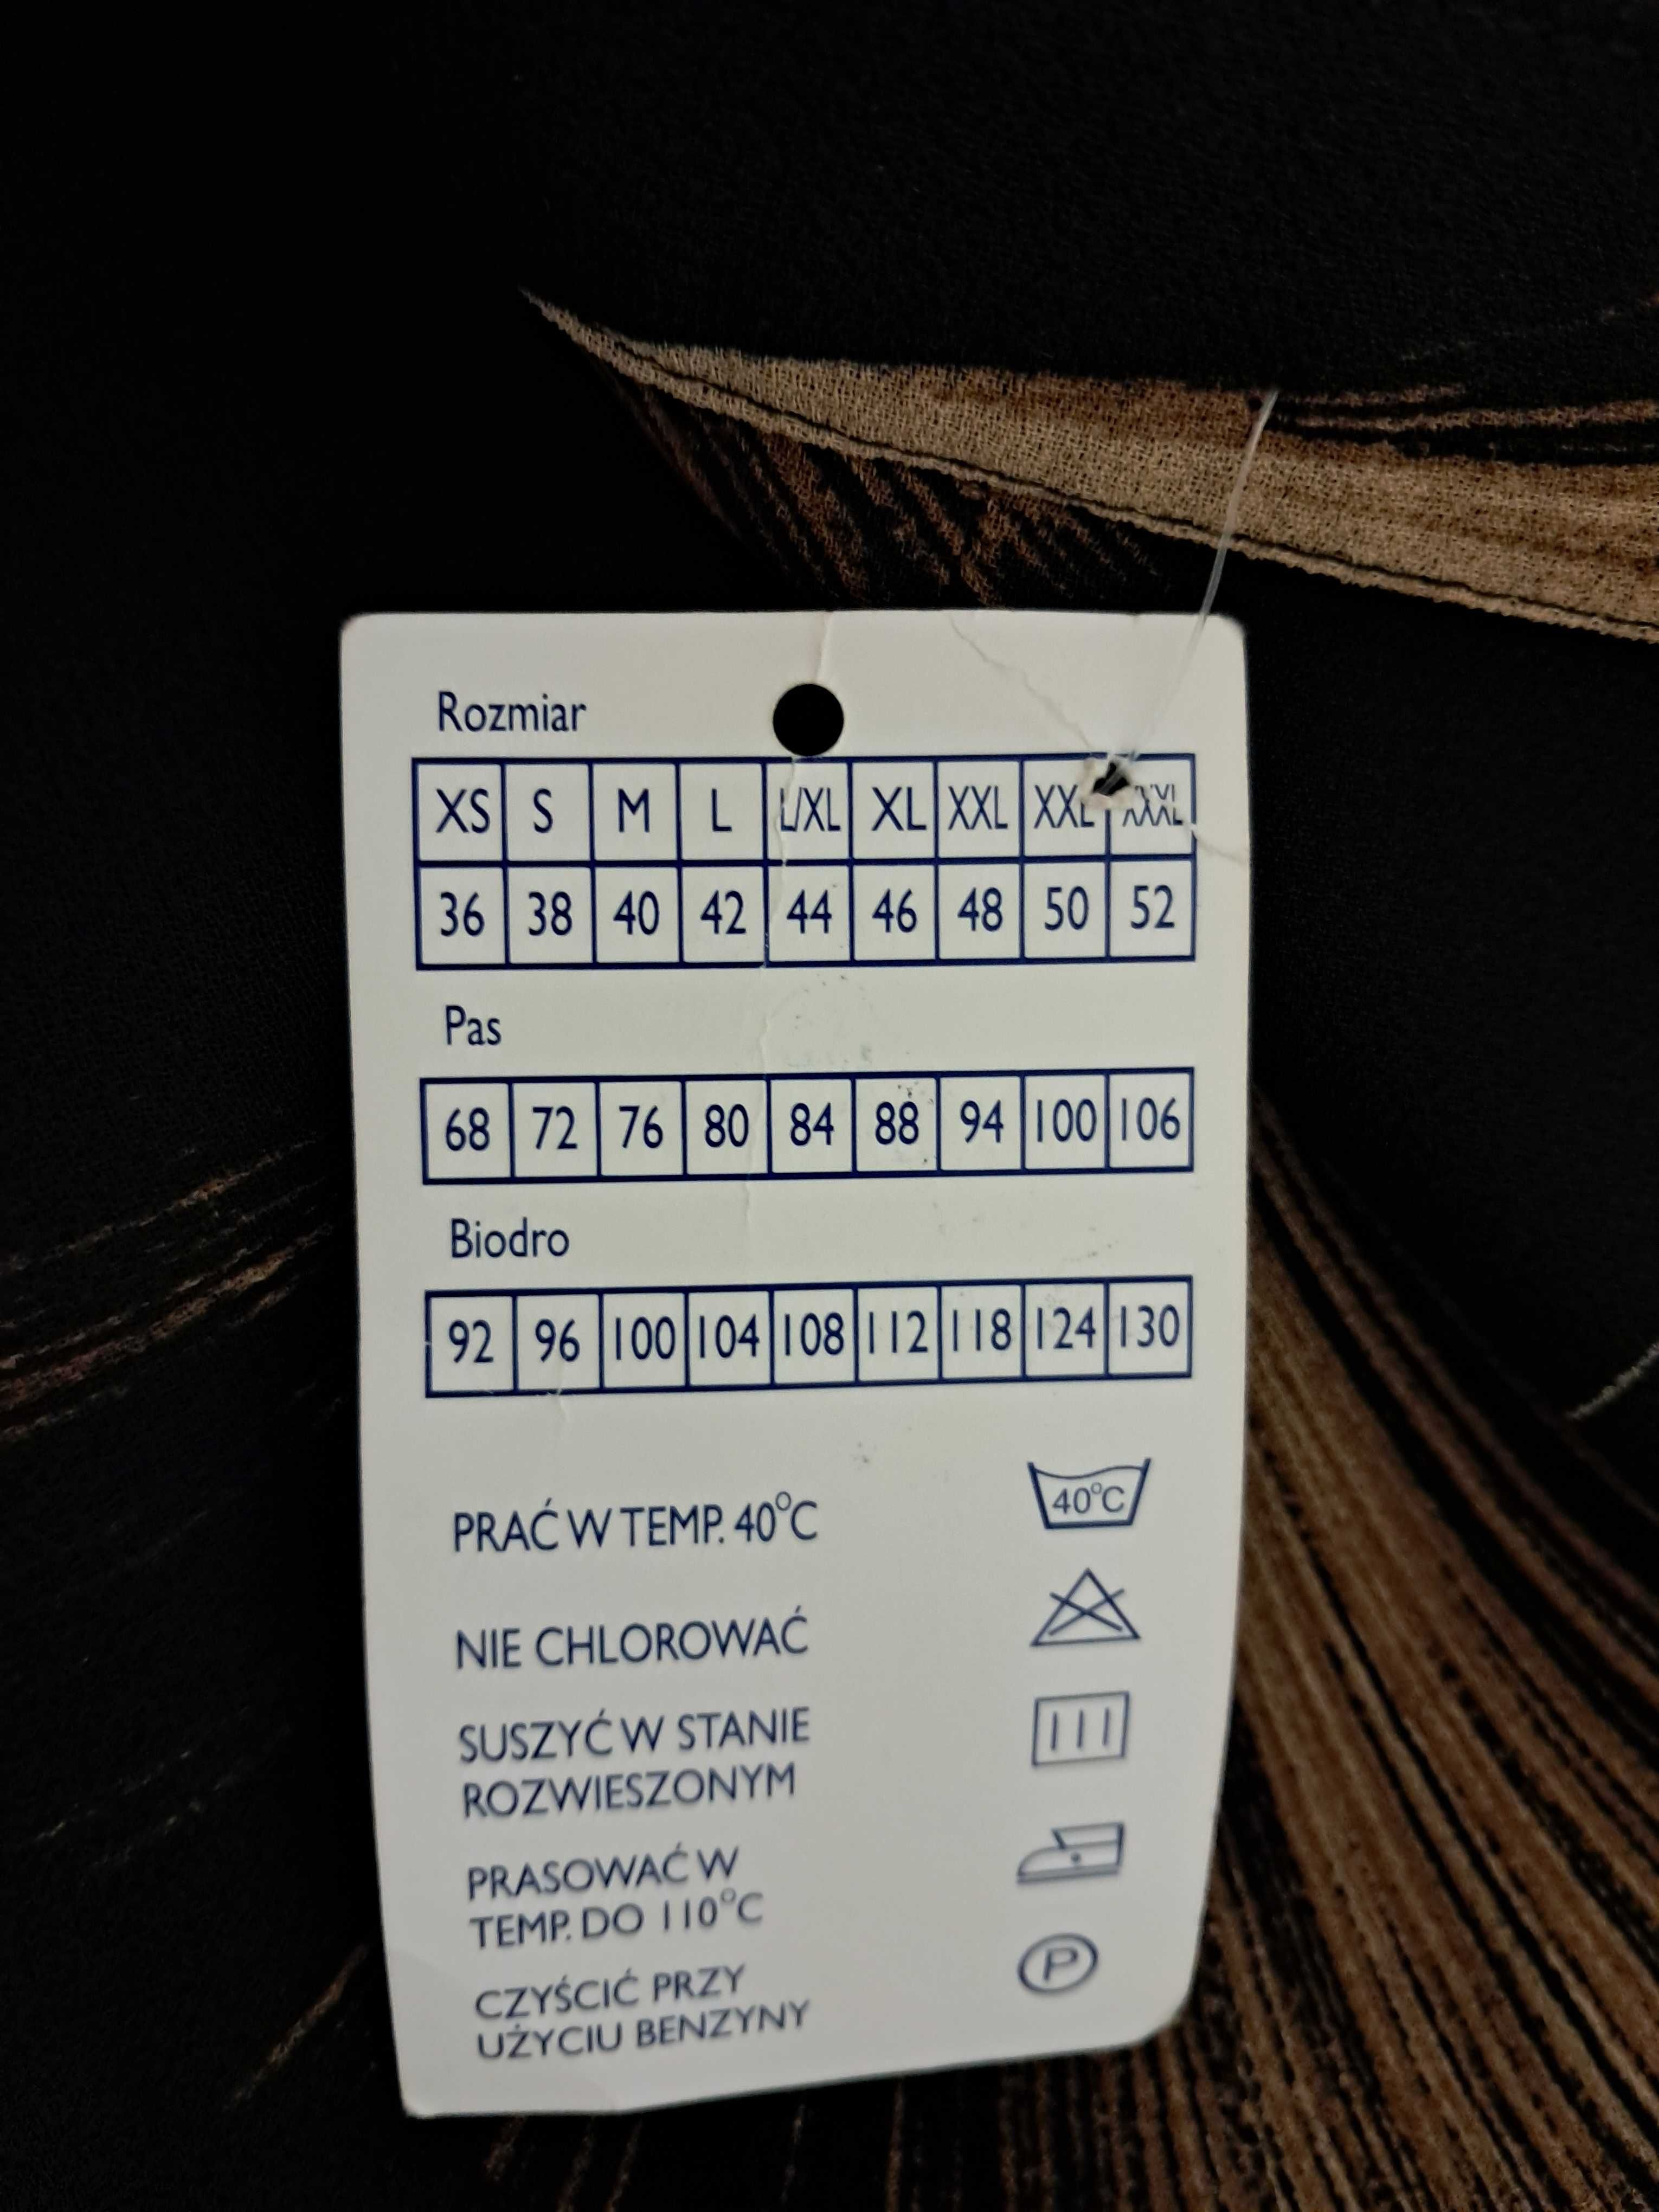 Rozmiar
XS S M L L/XL XL XXL XXL XXXL
36 38 40 42 44 46 48 50 52
Pas
68 72 76 80 84 88 94 100 106
Biodro
92 96 100 104 108 112 118 124 130
PRAĆ W TEMP. 40°C
40°C
NIE CHLOROWAĆ
SUSZYĆ W STANIE
ROZWIESZONYM
PRASOWAĆ W
TEMP. DO 110°C
CZYŚCIĆ PRZY
UŻYCIU BENZYNY
P